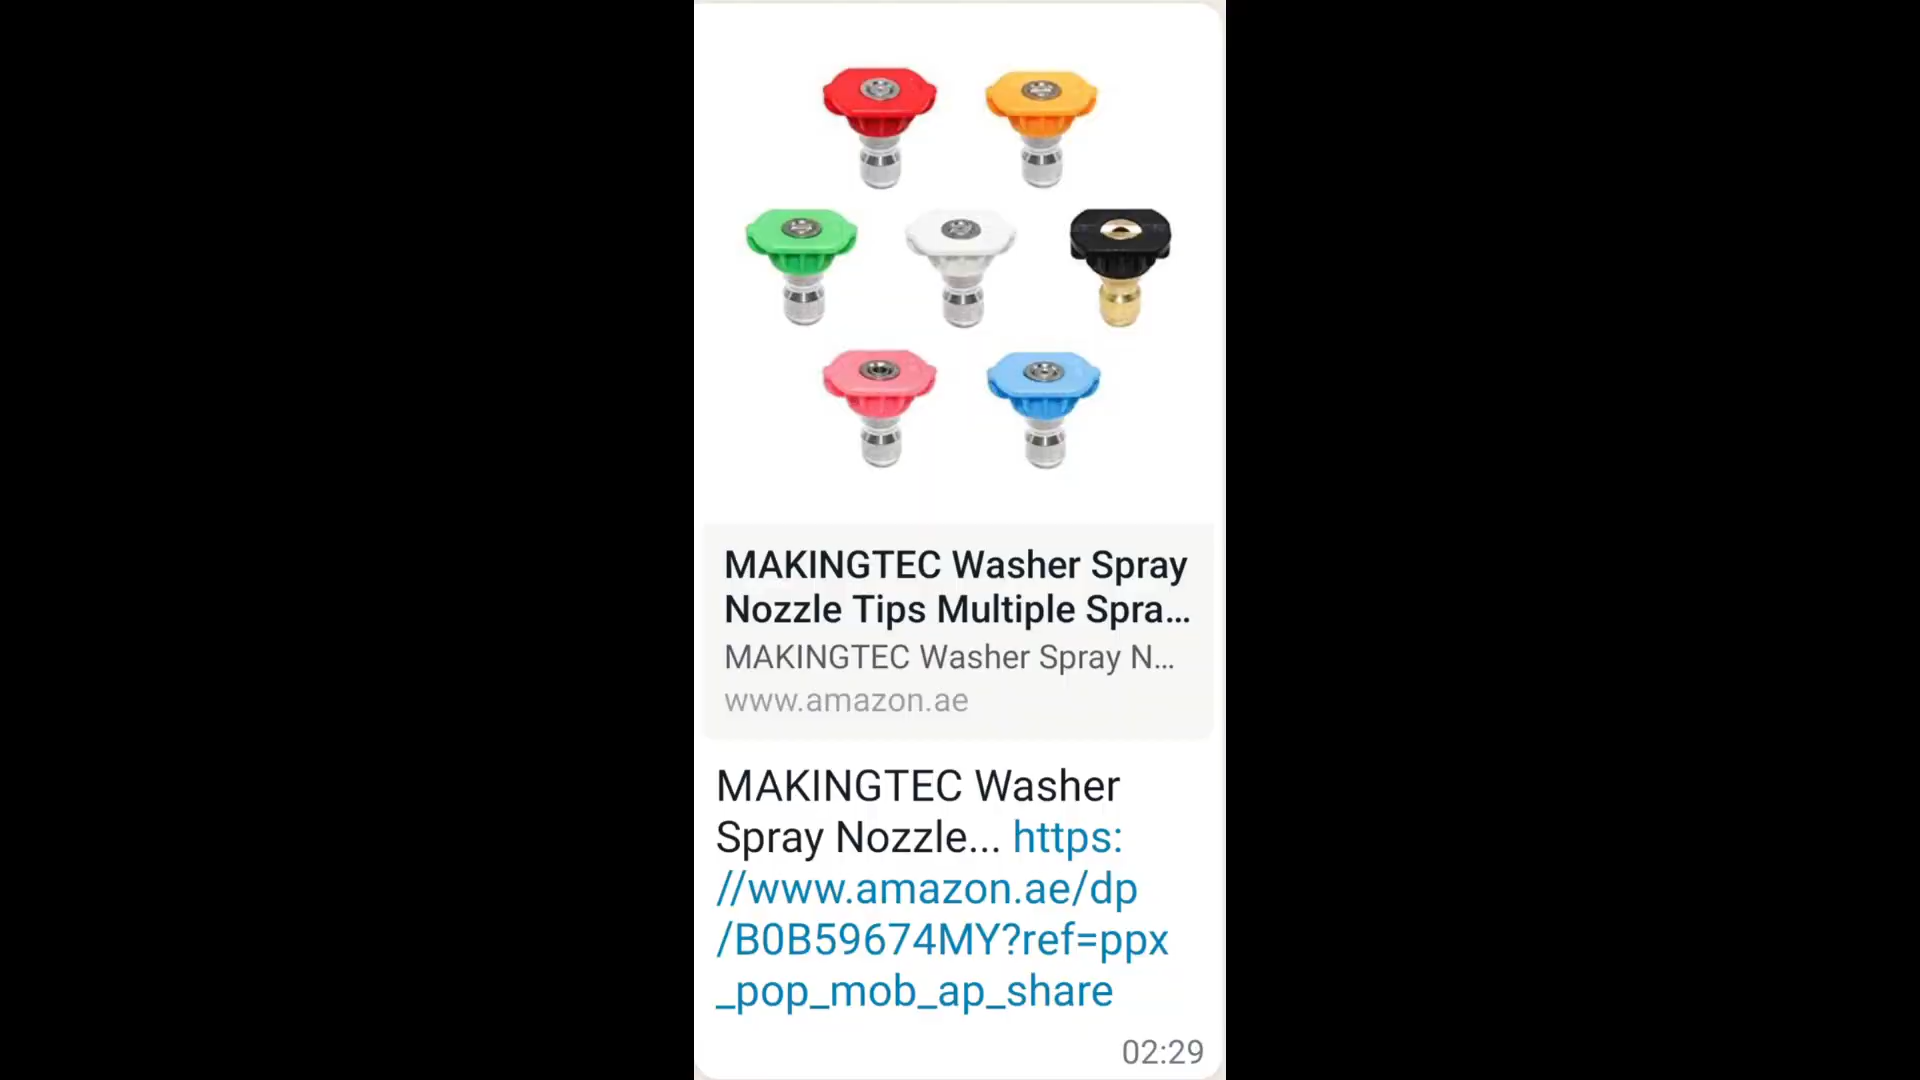 MAKINGTEC Washer Spray
Nozzle Tips Multiple Spra...
MAKINGTEC Washer Spray N...
www.amazon.ae
MAKINGTEC Washer
Spray Nozzle... https:
//www.amazon.ae/dp
/B0B59674MY?ref=ppx
_pop_mob_ap_share
02:29